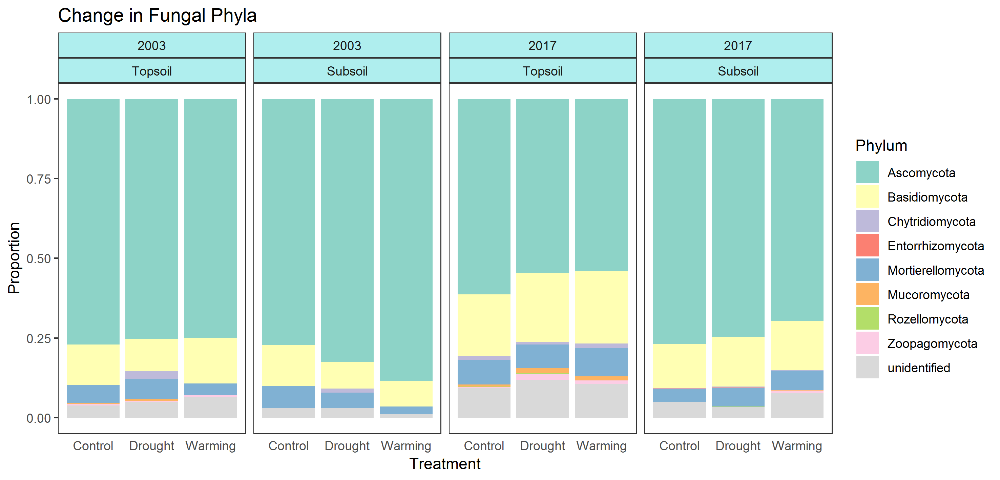 Change in Fungal Phyla
2003 2003 2017 2017
Topsoil Subsoil Topsoil Subsoil
1.00
0.75
0.50
0.25
0.00
Proportion
Control Drought Warming Control Drought Warming Control Drought Warming Control Drought Warming
Treatment
Phylum
Ascomycota
Basidiomycota
Chytridiomycota
Entorrhizomycota
Mortierellomycota
Mucoromycota
Rozellomycota
Zoopagomycota
unidentified